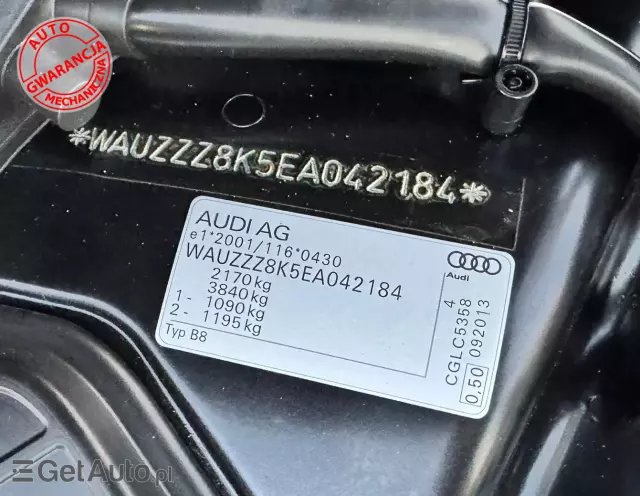 AUTO
GWARANCJA
MECHANICZNA
*WAUZZZ8K5EA042184*
AUDI AG
e1*2001/116*0430
WAUZZZ8K5EA042184
2170kg
3840kg
1- 1090kg
2- 1195kg
Typ B8
Audi
4
CGLC5358
0.50 092013
GetAuto.pl